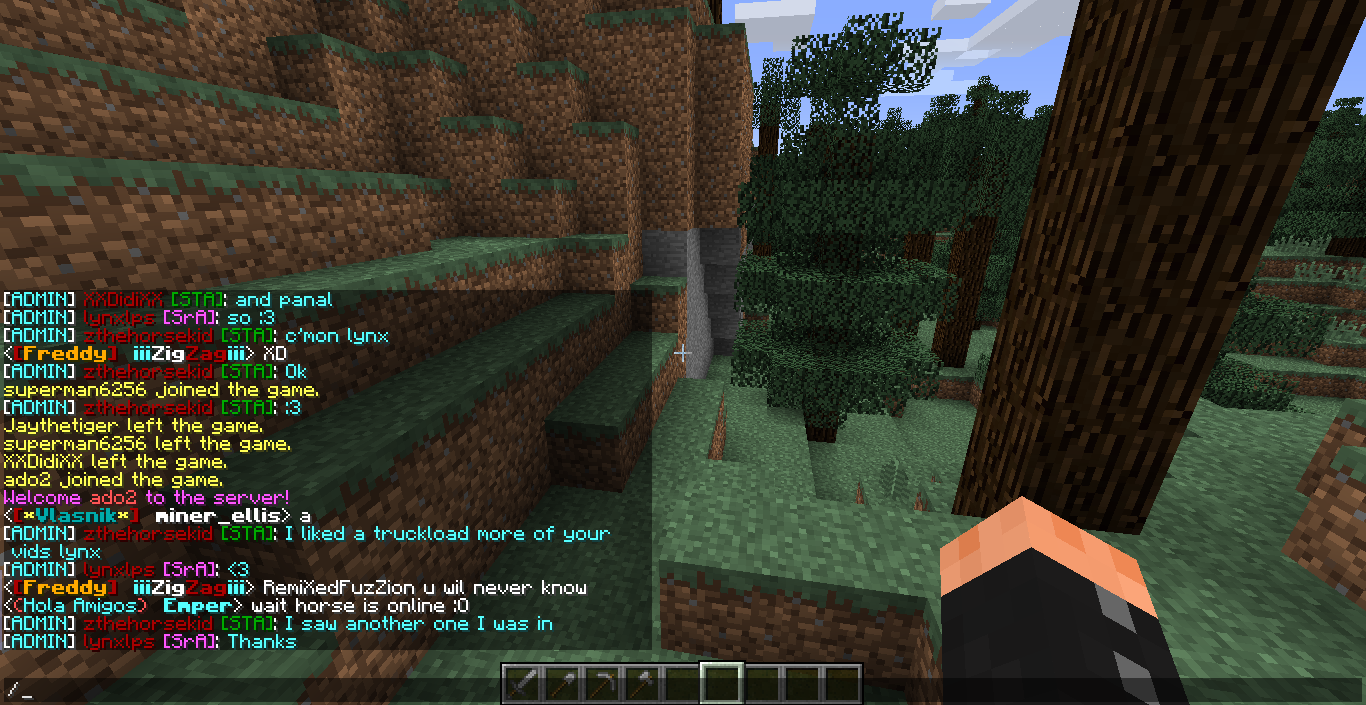 [ADMIN] XXDidiXX [STA]: and panal
[ADMIN] lynxlps [SrA]: so :3
[ADMIN] zthehorsekid [STA]: c'mon lynx
<[Freddy] iiiZigZagiii> XD
[ADMIN] zthehorsekid [STA]: Ok
superman6256 joined the game.
[ADMIN] zthehorsekid [STA]: :3
Jaythetiger left the game.
superman6256 left the game.
XXDidiXX left the game.
ado2 joined the game.
Welcome ado2 to the server!
<[*Vlasnik*] miner_ellis> a
[ADMIN] zthehorsekid [STA]: I liked a truckload more of your
vids lynx
[ADMIN] lynxlps [SrA]: <3
<[Freddy] iiiZigZagiii> RemiXedFuzZion u wil never know
<(Hola Amigos) Emper> wait horse is online :O
[ADMIN] zthehorsekid [STA]: I saw another one I was in
[ADMIN] lynxlps [SrA]: Thanks
/_